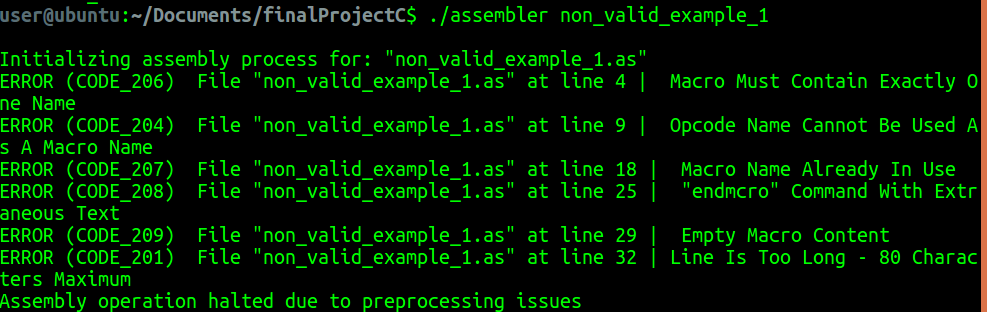 user@ubuntu:~/Documents/finalProjectC$ ./assembler non_valid_example_1
Initializing assembly process for: "non_valid_example_1.as"
ERROR (CODE_206)  File "non_valid_example_1.as" at line 4 |  Macro Must Contain Exactly O
ne Name
ERROR (CODE_204)  File "non_valid_example_1.as" at line 9 |  Opcode Name Cannot Be Used A
s A Macro Name
ERROR (CODE_207)  File "non_valid_example_1.as" at line 18 |  Macro Name Already In Use
ERROR (CODE_208)  File "non_valid_example_1.as" at line 25 |  "endmcro" Command With Extr
aneous Text
ERROR (CODE_209)  File "non_valid_example_1.as" at line 29 |  Empty Macro Content
ERROR (CODE_201)  File "non_valid_example_1.as" at line 32 | Line Is Too Long - 80 Charac
ters Maximum
Assembly operation halted due to preprocessing issues